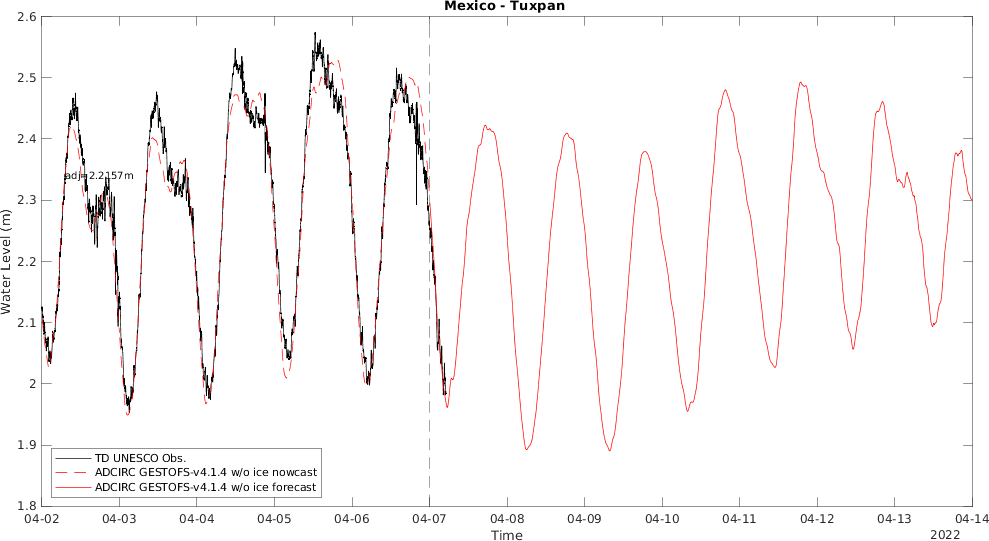 Mexico - Tuxpan
2.6
2.5
2.4
2.3
2.2
2.1
2
1.9
1.8
Water Level (m)
adj=2.2157m
TD UNESCO Obs.
ADCIRC GESTOFS-v4.1.4 w/o ice nowcast
ADCIRC GESTOFS-v4.1.4 w/o ice forecast
04-02 04-03 04-04 04-05 04-06 04-07 04-08 04-09 04-10 04-11 04-12 04-13 04-14
Time
2022